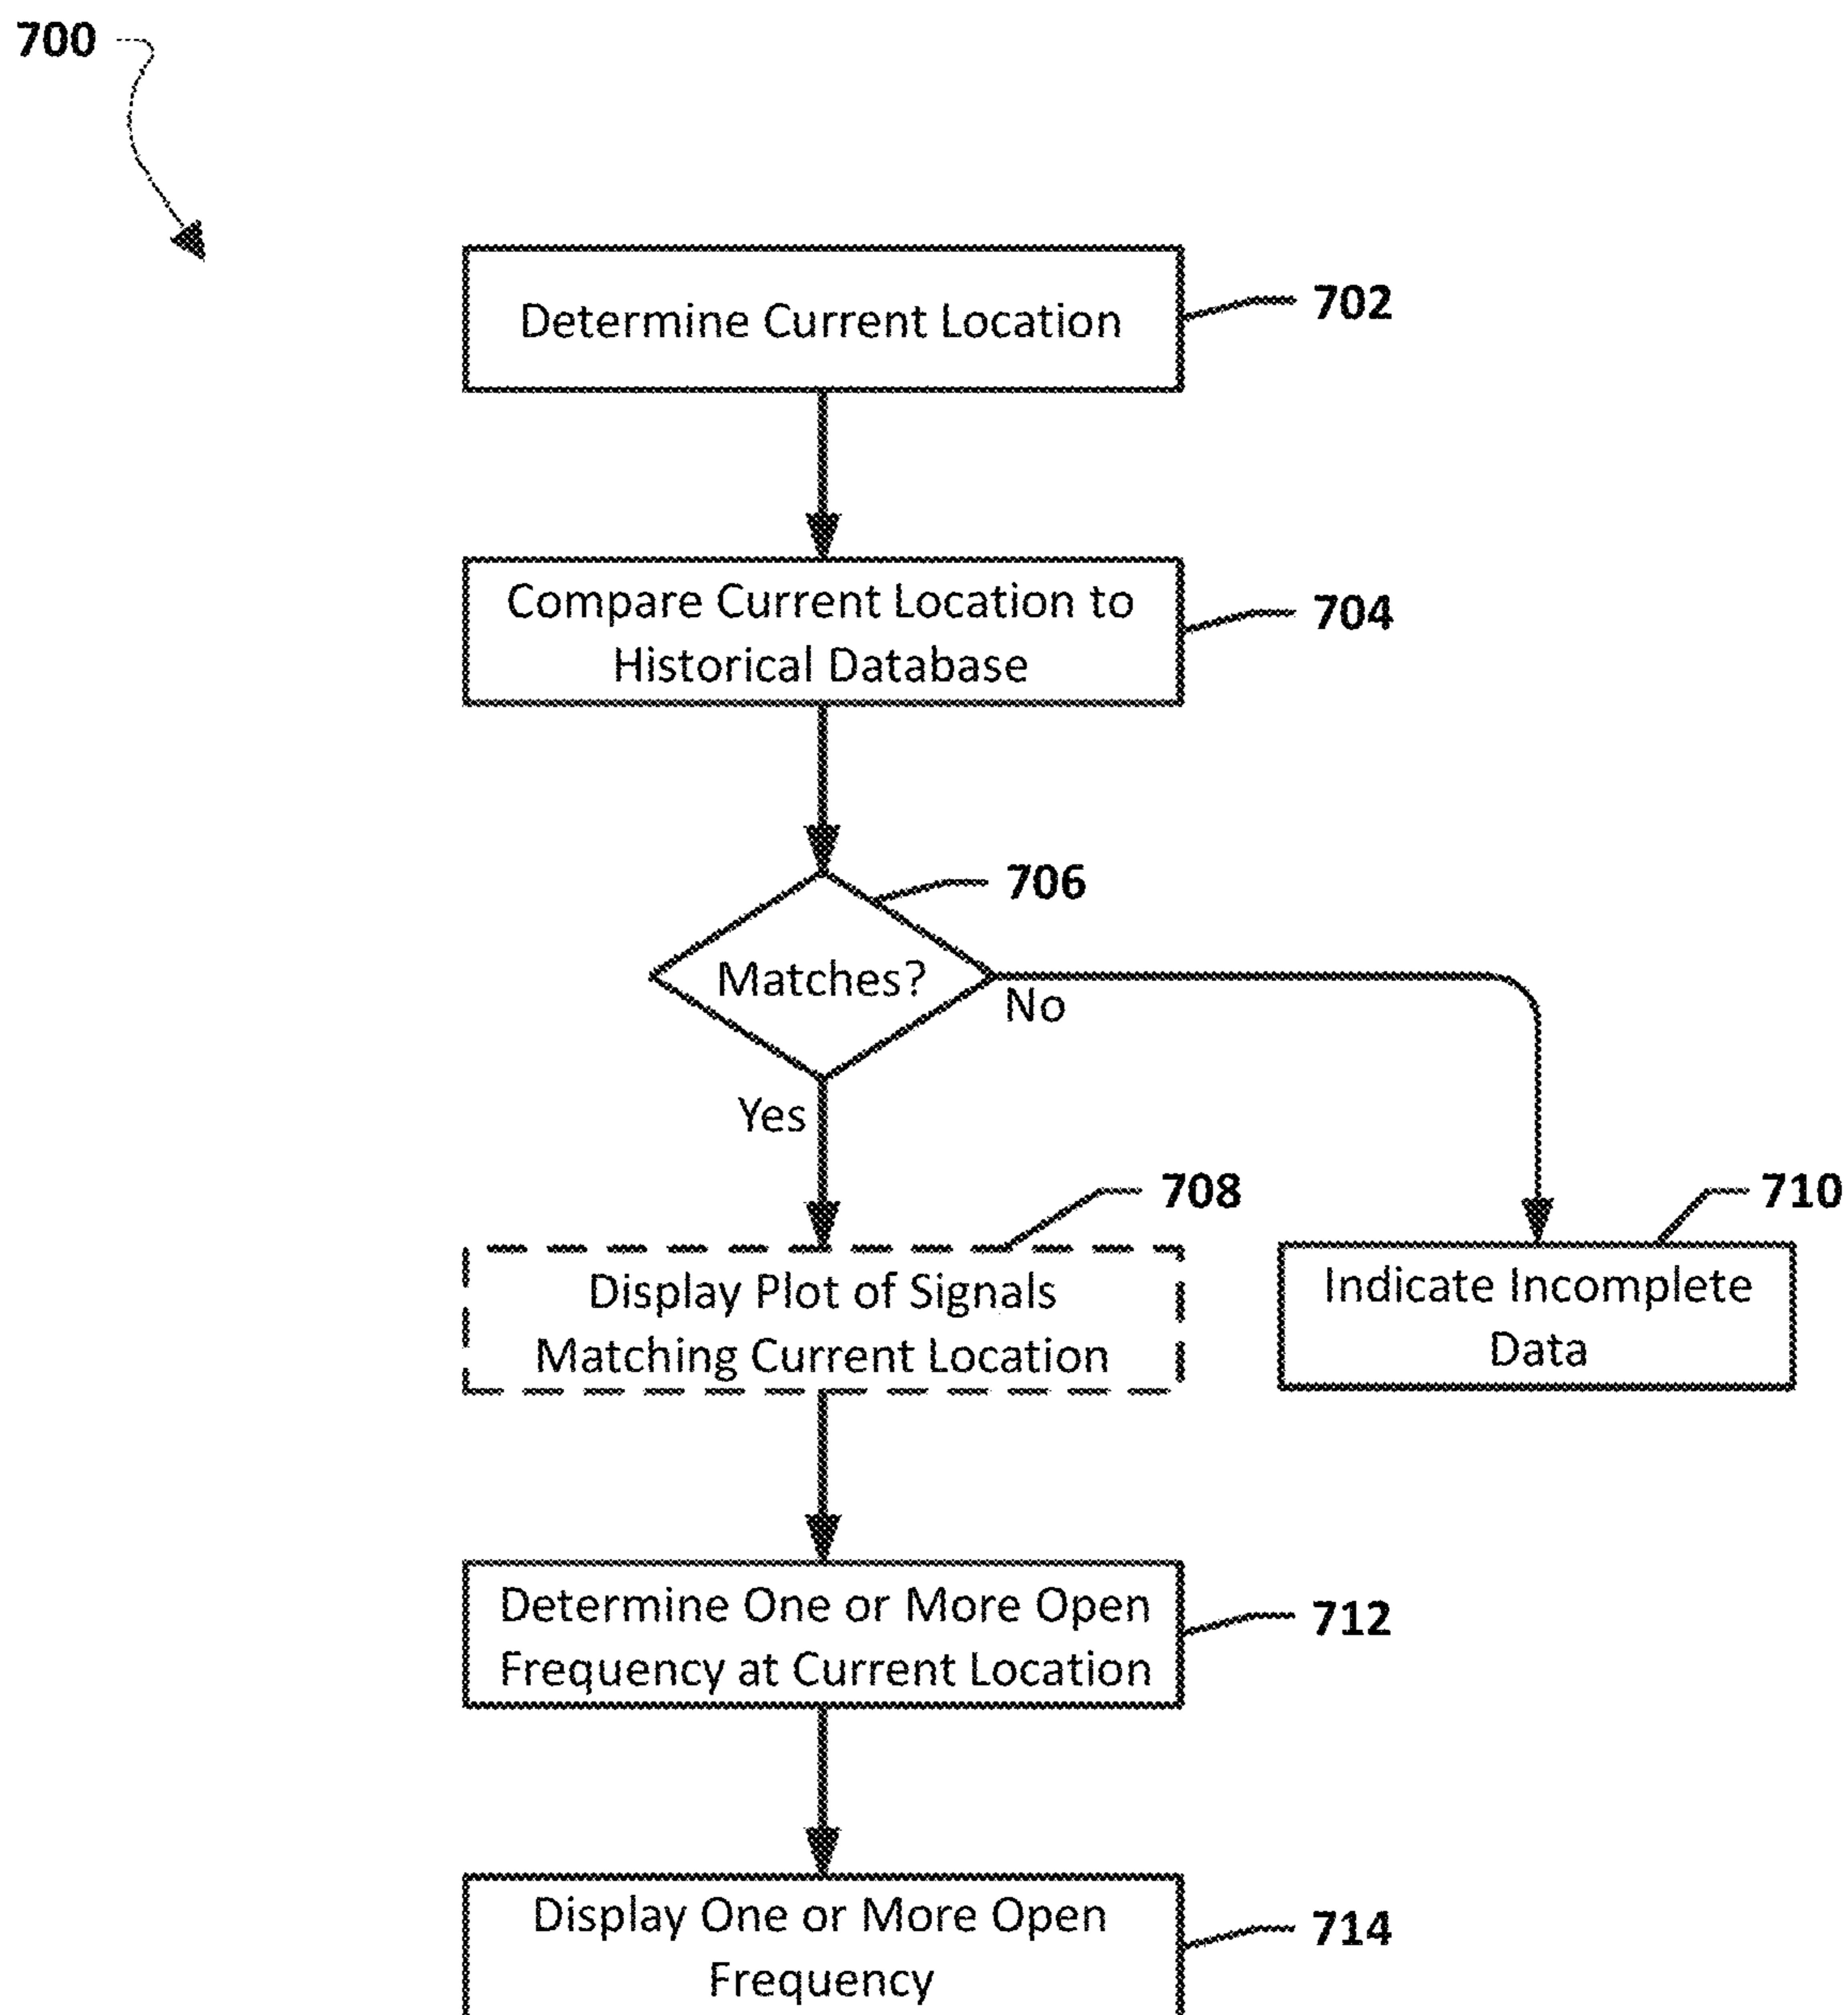 700
Determine Current Location
702
Compare Current Location to
Historical Database
704
706
Matches?
No
Yes
708
710
Display Plot of Signals
Matching Current Location
Indicate Incomplete
Data
Determine One or More Open
Frequency at Current Location
712
Display One or More Open
Frequency
714